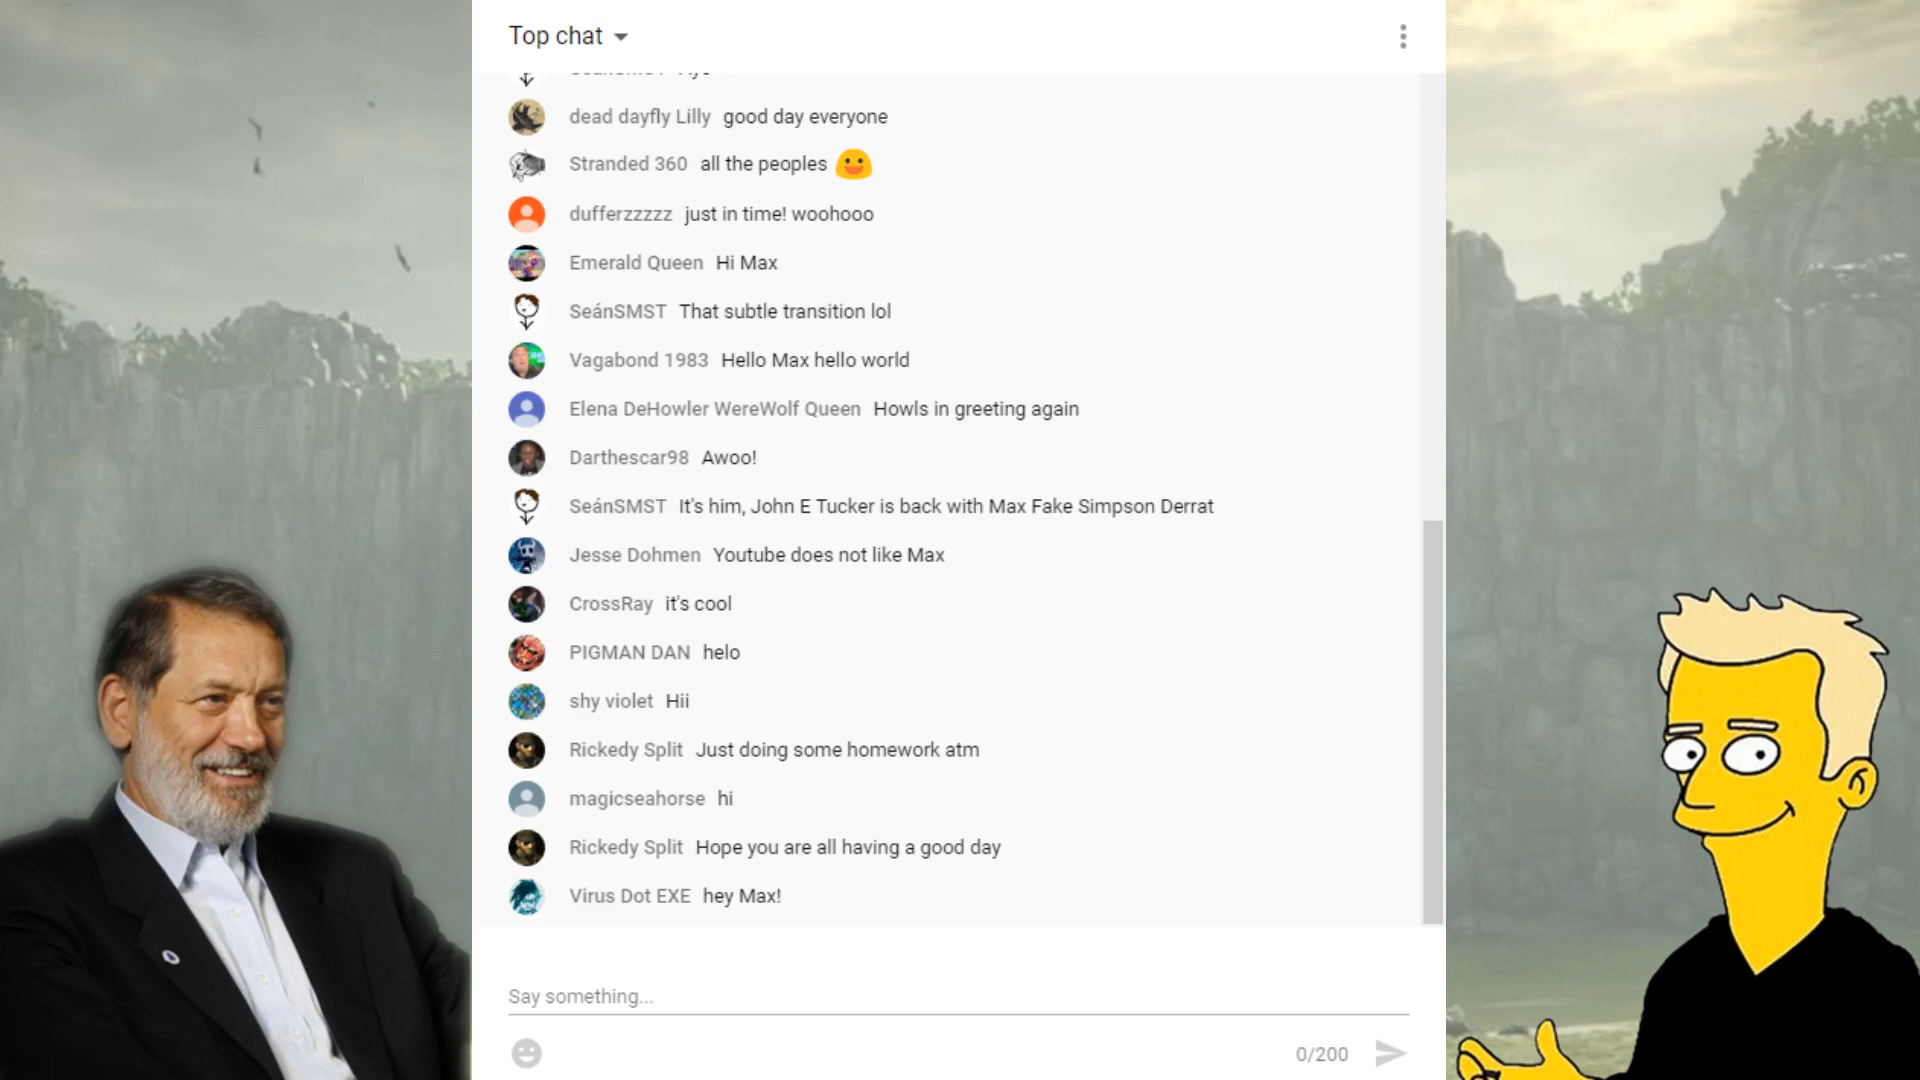 Top chat
dead dayfly Lilly good day everyone
Stranded 360 all the peoples
dufferzzzzz just in time! woohooo
Emerald Queen Hi Max
SeánSMST That subtle transition lol
Vagabond 1983 Hello Max hello world
Elena DeHowler WereWolf Queen Howls in greeting again
Darthescar98 Awoo!
SeánSMST It's him, John E Tucker is back with Max Fake Simpson Derrat
Jesse Dohmen Youtube does not like Max
CrossRay it's cool
PIGMAN DAN helo
shy violet Hii
Rickedy Split Just doing some homework atm
magicseahorse hi
Rickedy Split Hope you are all having a good day
Virus Dot EXE hey Max!
Say something...
0/200